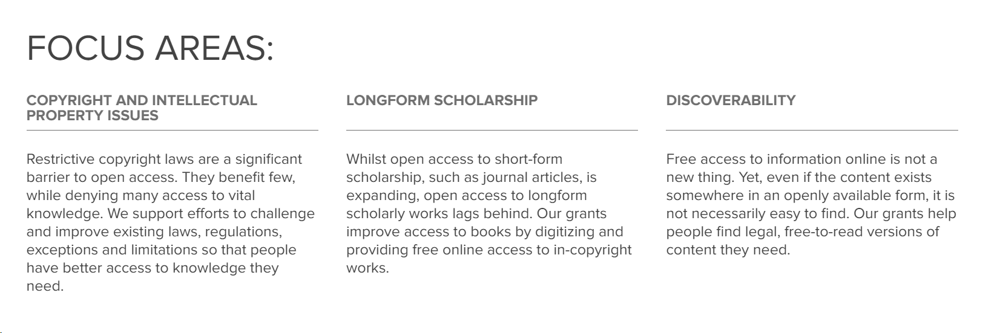 FOCUS AREAS:
COPYRIGHT AND INTELLECTUAL
PROPERTY ISSUES
Restrictive copyright laws are a significant
barrier to open access. They benefit few,
while denying many access to vital
knowledge. We support efforts to challenge
and improve existing laws, regulations,
exceptions and limitations so that people
have better access to knowledge they
need.
LONGFORM SCHOLARSHIP
Whilst open access to short-form
scholarship, such as journal articles, is
expanding, open access to longform
scholarly works lags behind. Our grants
improve access to books by digitizing and
providing free online access to in-copyright
works.
DISCOVERABILITY
Free access to information online is not a
new thing. Yet, even if the content exists
somewhere in an openly available form, it is
not necessarily easy to find. Our grants help
people find legal, free-to-read versions of
content they need.